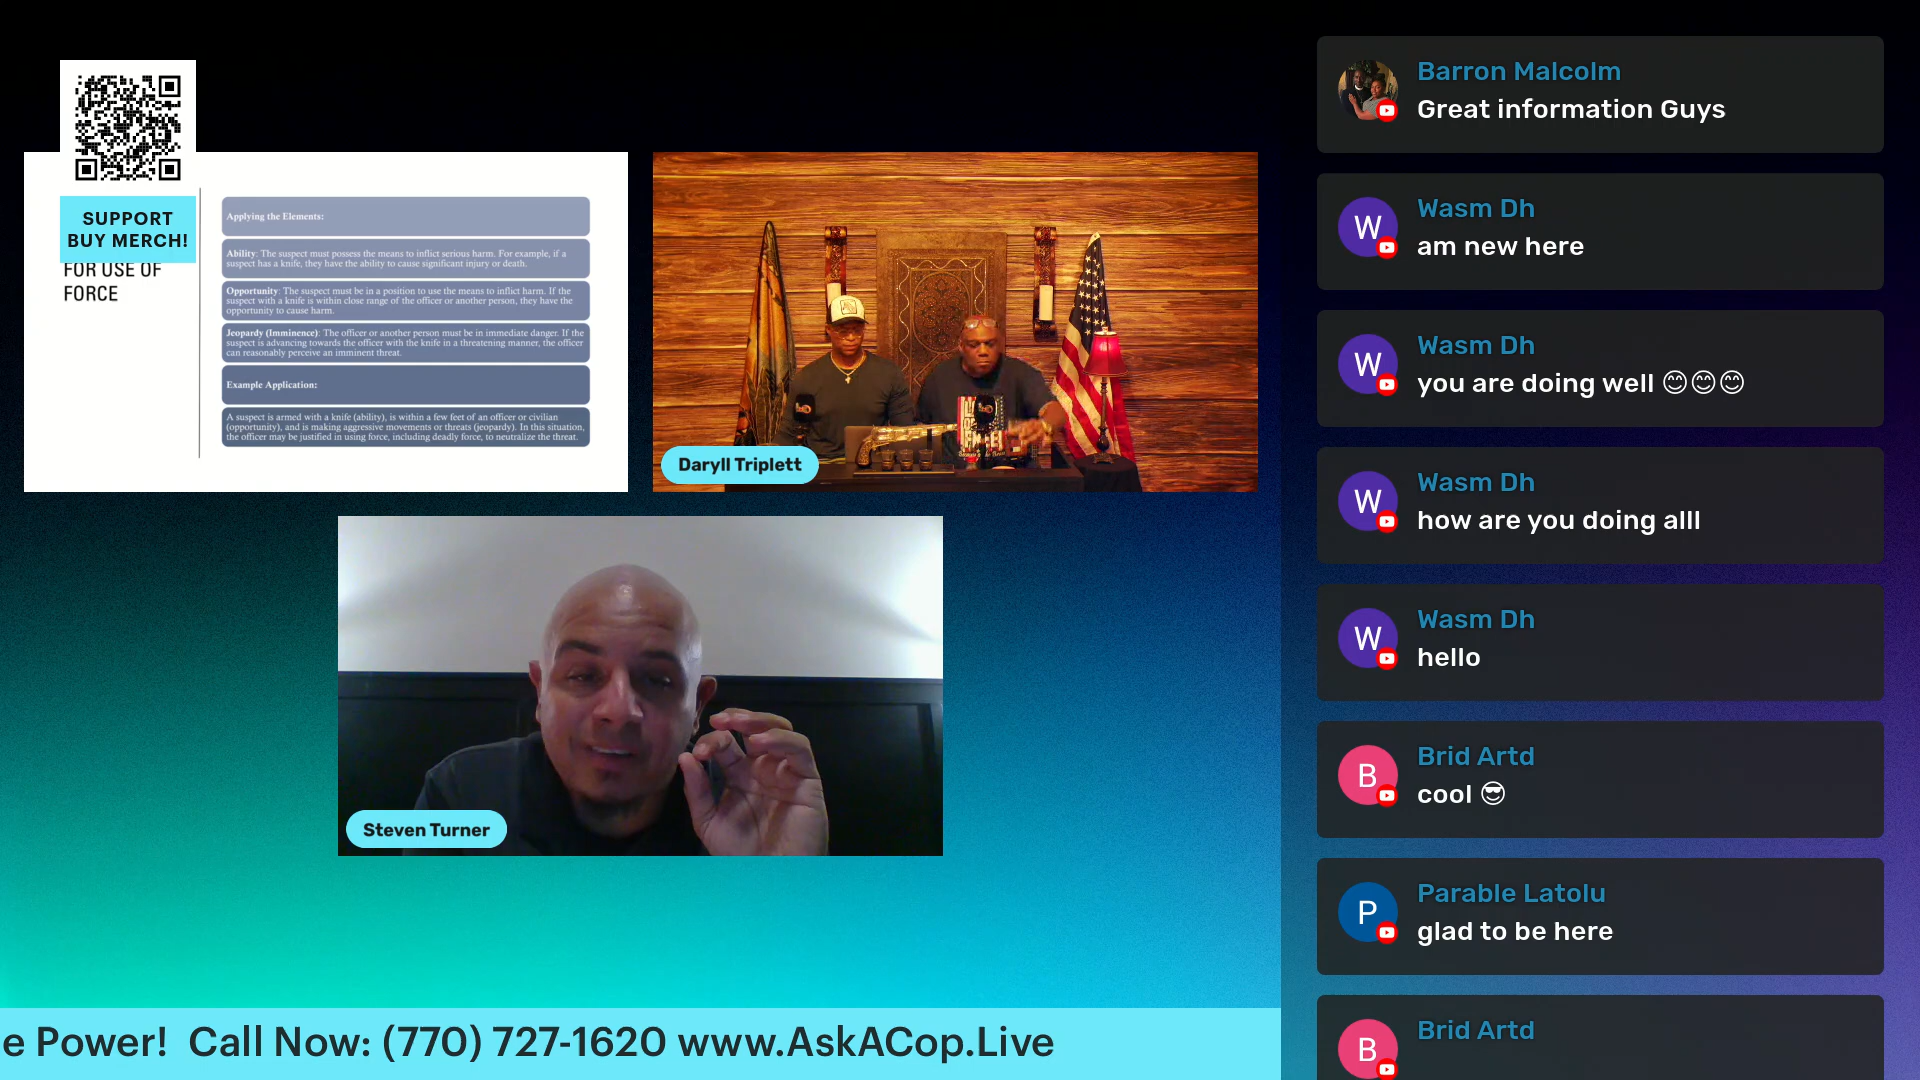 SUPPORT
BUY MERCH!
FOR USE OF
FORCE
Applying the Elements:
Ability: The suspect must possess the means to inflict serious harm. For example, if a
suspect has a knife, they have the ability to cause significant injury or death.
Opportunity: The suspect must be in a position to use the means to inflict harm. If the
suspect with a knife is within close range of the officer or another person, they have the
opportunity to cause harm.
Jeopardy (Imminence): The officer or another person must be in immediate danger. If the
suspect is advancing towards the officer with the knife in a threatening manner, the officer
can reasonably perceive an imminent threat.
Example Application:
A suspect is armed with a knife (ability), is within a few feet of an officer or civilian
(opportunity), and is making aggressive movements or threats (jeopardy). In this situation,
the officer may be justified in using force, including deadly force, to neutralize the threat.
Daryll Triplett
Steven Turner
e Power! Call Now: (770) 727-1620 www.AskACop.Live
Barron Malcolm
Great information Guys
W
Wasm Dh
am new here
W
Wasm Dh
you are doing well 😊😊😊
W
Wasm Dh
how are you doing alll
W
Wasm Dh
hello
B
Brid Artd
cool 😎
P
Parable Latolu
glad to be here
B
Brid Artd